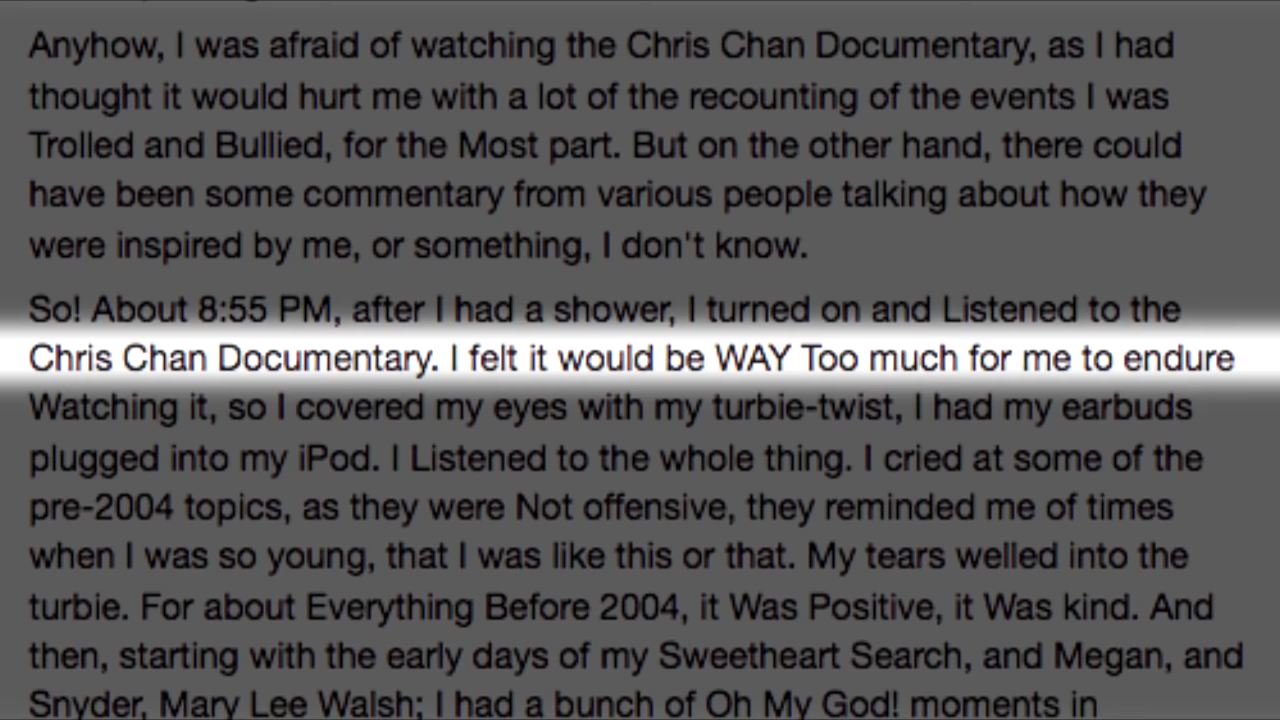 Anyhow, I was afraid of watching the Chris Chan Documentary, as I had
thought it would hurt me with a lot of the recounting of the events I was
Trolled and Bullied, for the Most part. But on the other hand, there could
have been some commentary from various people talking about how they
were inspired by me, or something, I don't know.
So! About 8:55 PM, after I had a shower, I turned on and Listened to the
Chris Chan Documentary. I felt it would be WAY Too much for me to endure
Watching it, so I covered my eyes with my turbie-twist, I had my earbuds
plugged into my iPod. I Listened to the whole thing. I cried at some of the
pre-2004 topics, as they were Not offensive, they reminded me of times
when I was so young, that I was like this or that. My tears welled into the
turbie. For about Everything Before 2004, it Was Positive, it Was kind. And
then, starting with the early days of my Sweetheart Search, and Megan, and
Snyder, Mary Lee Walsh; I had a bunch of Oh My God! moments in